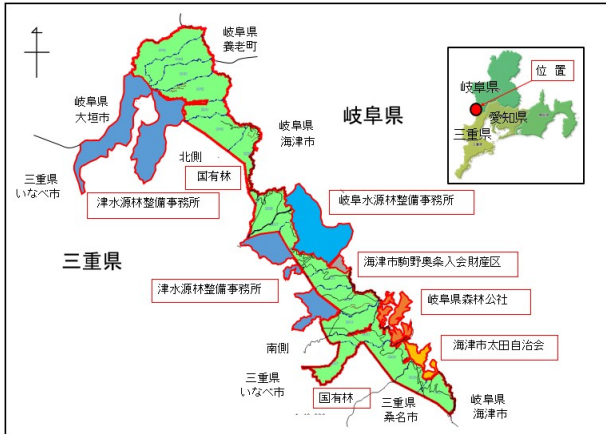 岐阜県
養老町
岐阜県
大垣市
岐阜県
位置
岐阜県
愛知県
三重県
岐阜県
海津市
北側
国有林
三重県
いなべ市
津水源林整備事務所
岐阜水源林整備事務所
三重県
海津市駒野奥条入会財産区
津水源林整備事務所
岐阜県森林公社
海津市太田自治会
南側
三重県
いなべ市
国有林
三重県
桑名市
岐阜県
海津市